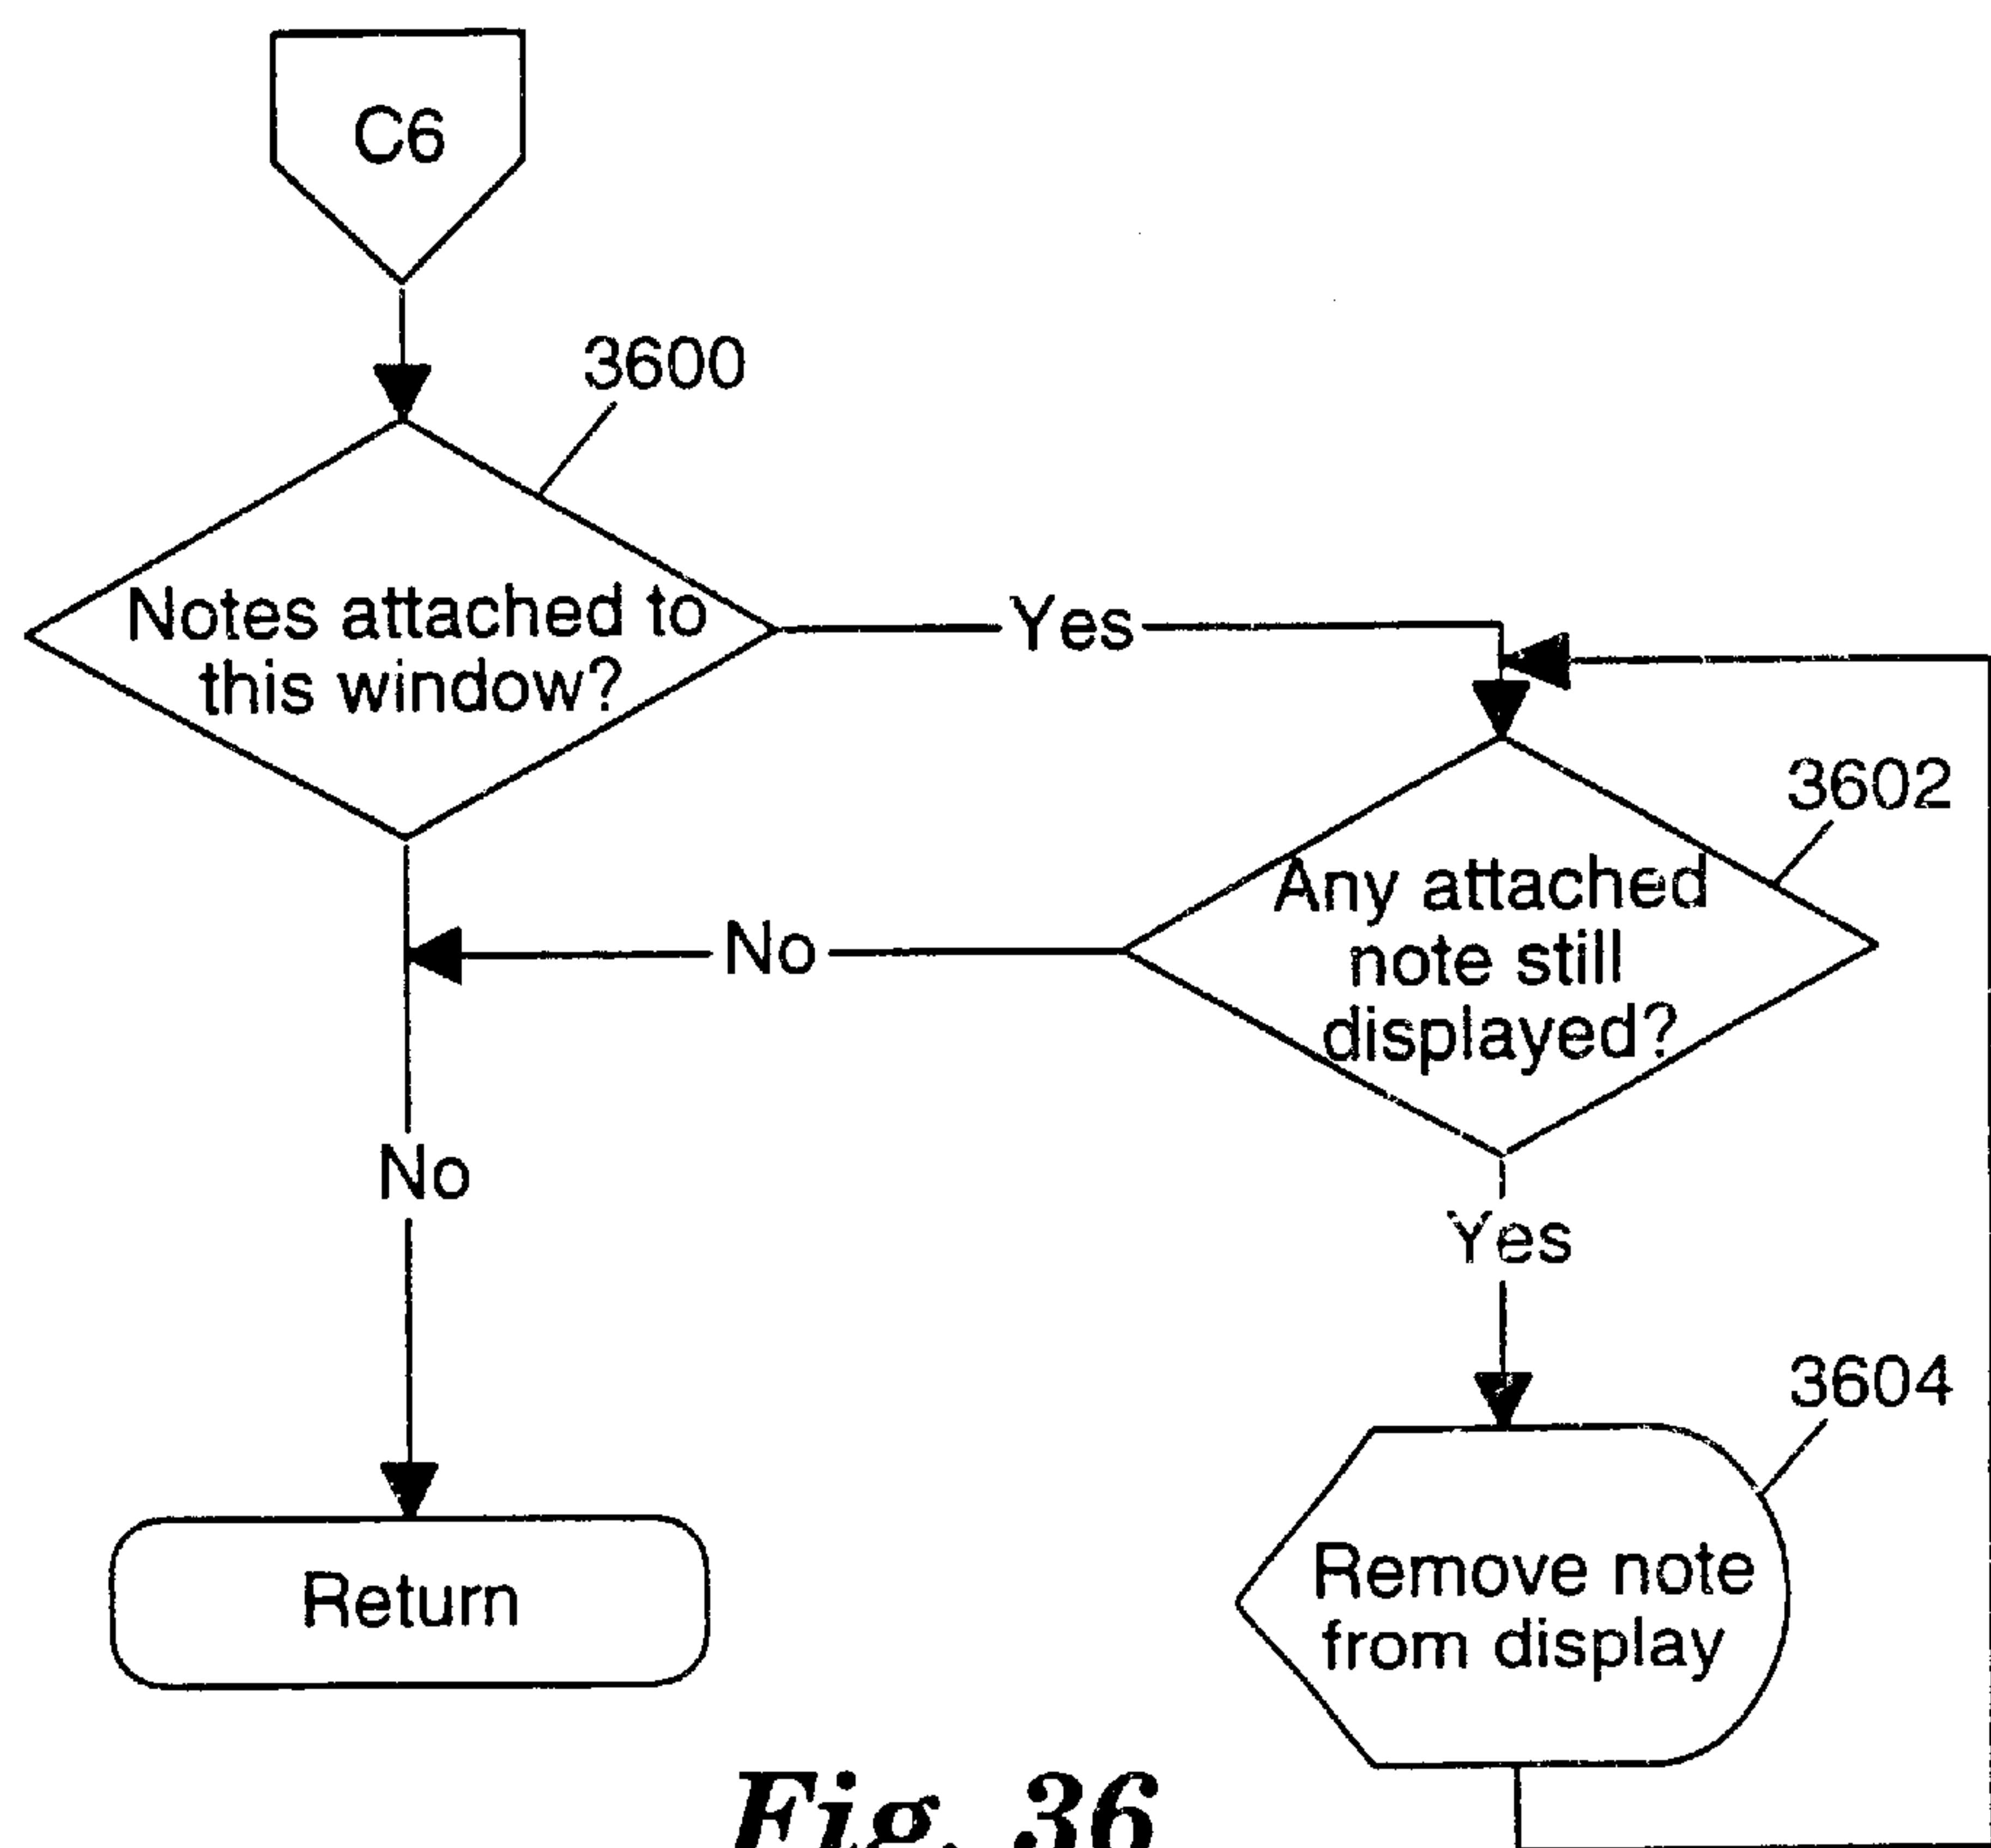 C6
3600
Notes attached to
this window?
Yes
3602
Any attached
note still
displayed?
No
No
Yes
3604
Remove note
from display
Return
Fig. 36